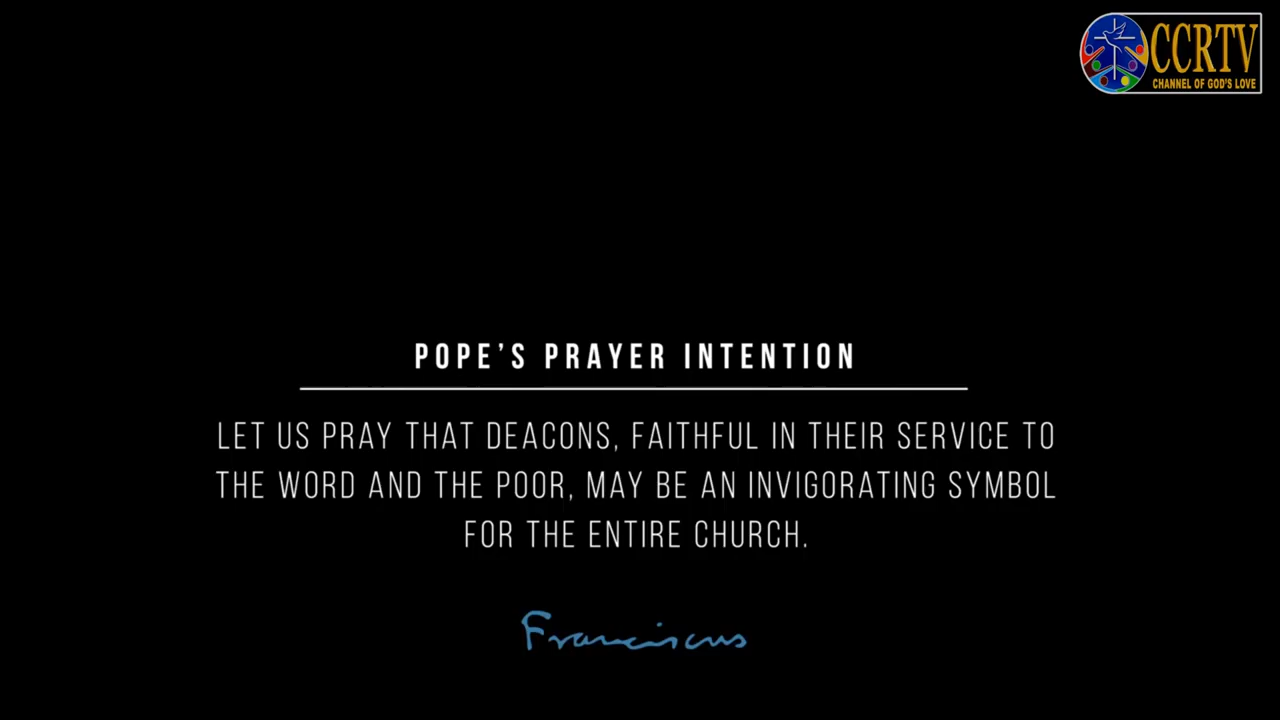 CCRTV
CHANNEL OF GOD'S LOVE
POPE'S PRAYER INTENTION
LET US PRAY THAT DEACONS, FAITHFUL IN THEIR SERVICE TO
THE WORD AND THE POOR, MAY BE AN INVIGORATING SYMBOL
FOR THE ENTIRE CHURCH.
Franciscus